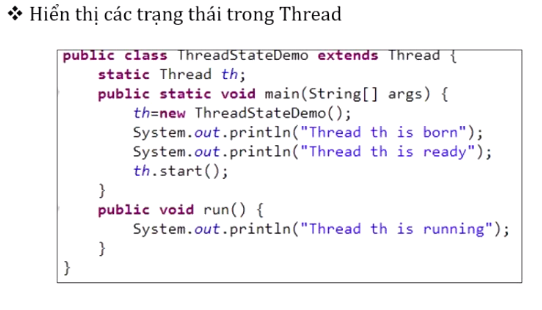 ❖ Hiển thị các trạng thái trong Thread
public class ThreadStateDemo extends Thread {
static Thread th;
public static void main(String[] args) {
th=new ThreadStateDemo();
System.out.println("Thread th is born");
System.out.println("Thread th is ready");
th.start();
}
public void run() {
System.out.println("Thread th is running");
}
}